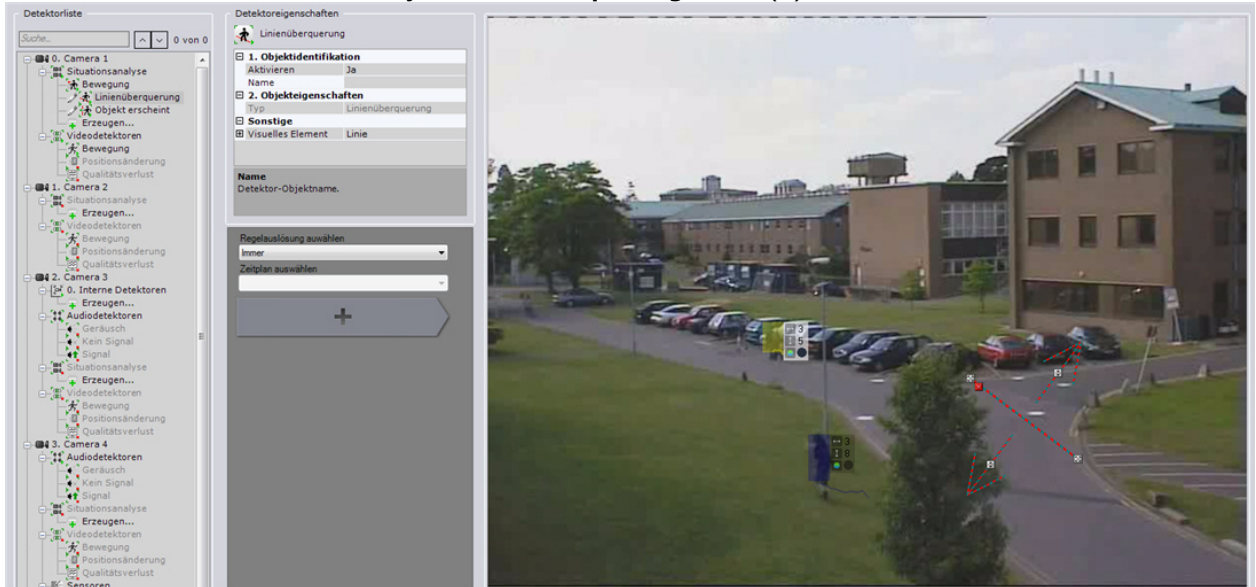 Detektorliste
Suche...
0 von 0
0. Camera 1
Situationsanalyse
Bewegung
Linienüberquerung
Objekt erscheint
Erzeugen...
Videodetektoren
Bewegung
Positionsänderung
Qualitätsverlust
1. Camera 2
Situationsanalyse
Erzeugen...
Videodetektoren
Bewegung
Positionsänderung
Qualitätsverlust
2. Camera 3
0. Interne Detektoren
Erzeugen...
Audiodetektoren
Geräusch
Kein Signal
Signal
Situationsanalyse
Erzeugen...
Videodetektoren
Bewegung
Positionsänderung
Qualitätsverlust
3. Camera 4
Audiodetektoren
Geräusch
Kein Signal
Signal
Situationsanalyse
Erzeugen...
Videodetektoren
Bewegung
Positionsänderung
Qualitätsverlust
Sensoren
Detektoreigenschaften
Linienüberquerung
1. Objektidentifikation
Aktivieren Ja
Name
2. Objekteigenschaften
Typ Linienüberquerung
Sonstige
Visuelles Element Linie
Name
Detektor-Objektname.
Regelauslösung auwählen
Immer
Zeitplan auswählen
3
5
3
8